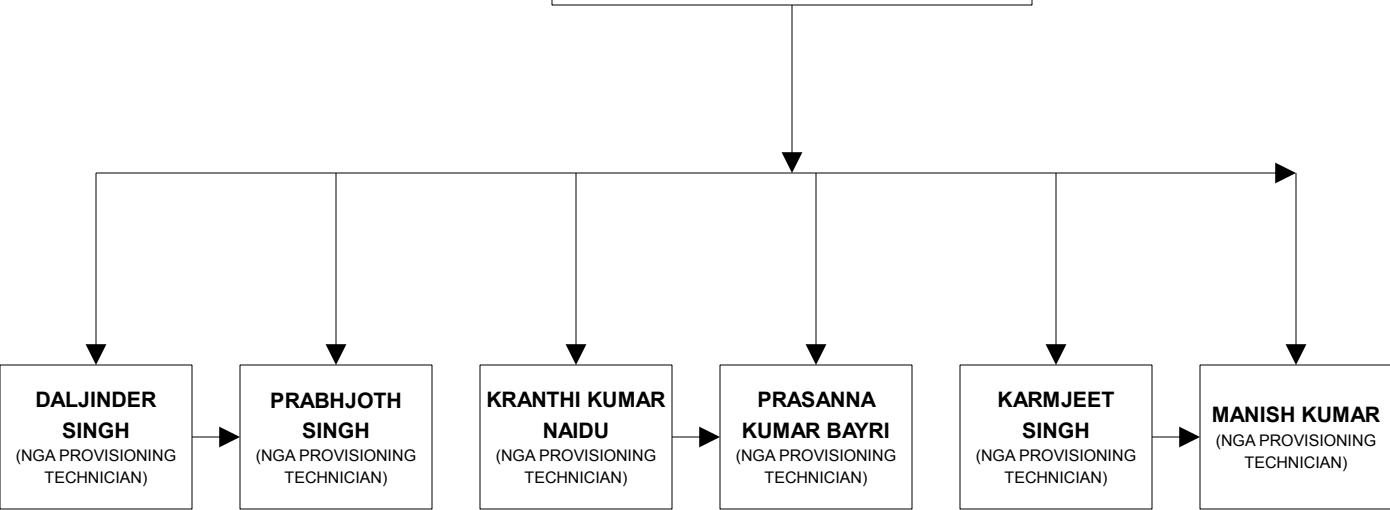 DALJINDER
SINGH
(NGA PROVISIONING
TECHNICIAN)
PRABHJOTH
SINGH
(NGA PROVISIONING
TECHNICIAN)
KRANTHI KUMAR
NAIDU
(NGA PROVISIONING
TECHNICIAN)
PRASANNA
KUMAR BAYRI
(NGA PROVISIONING
TECHNICIAN)
KARMJEET
SINGH
(NGA PROVISIONING
TECHNICIAN)
MANISH KUMAR
(NGA PROVISIONING
TECHNICIAN)